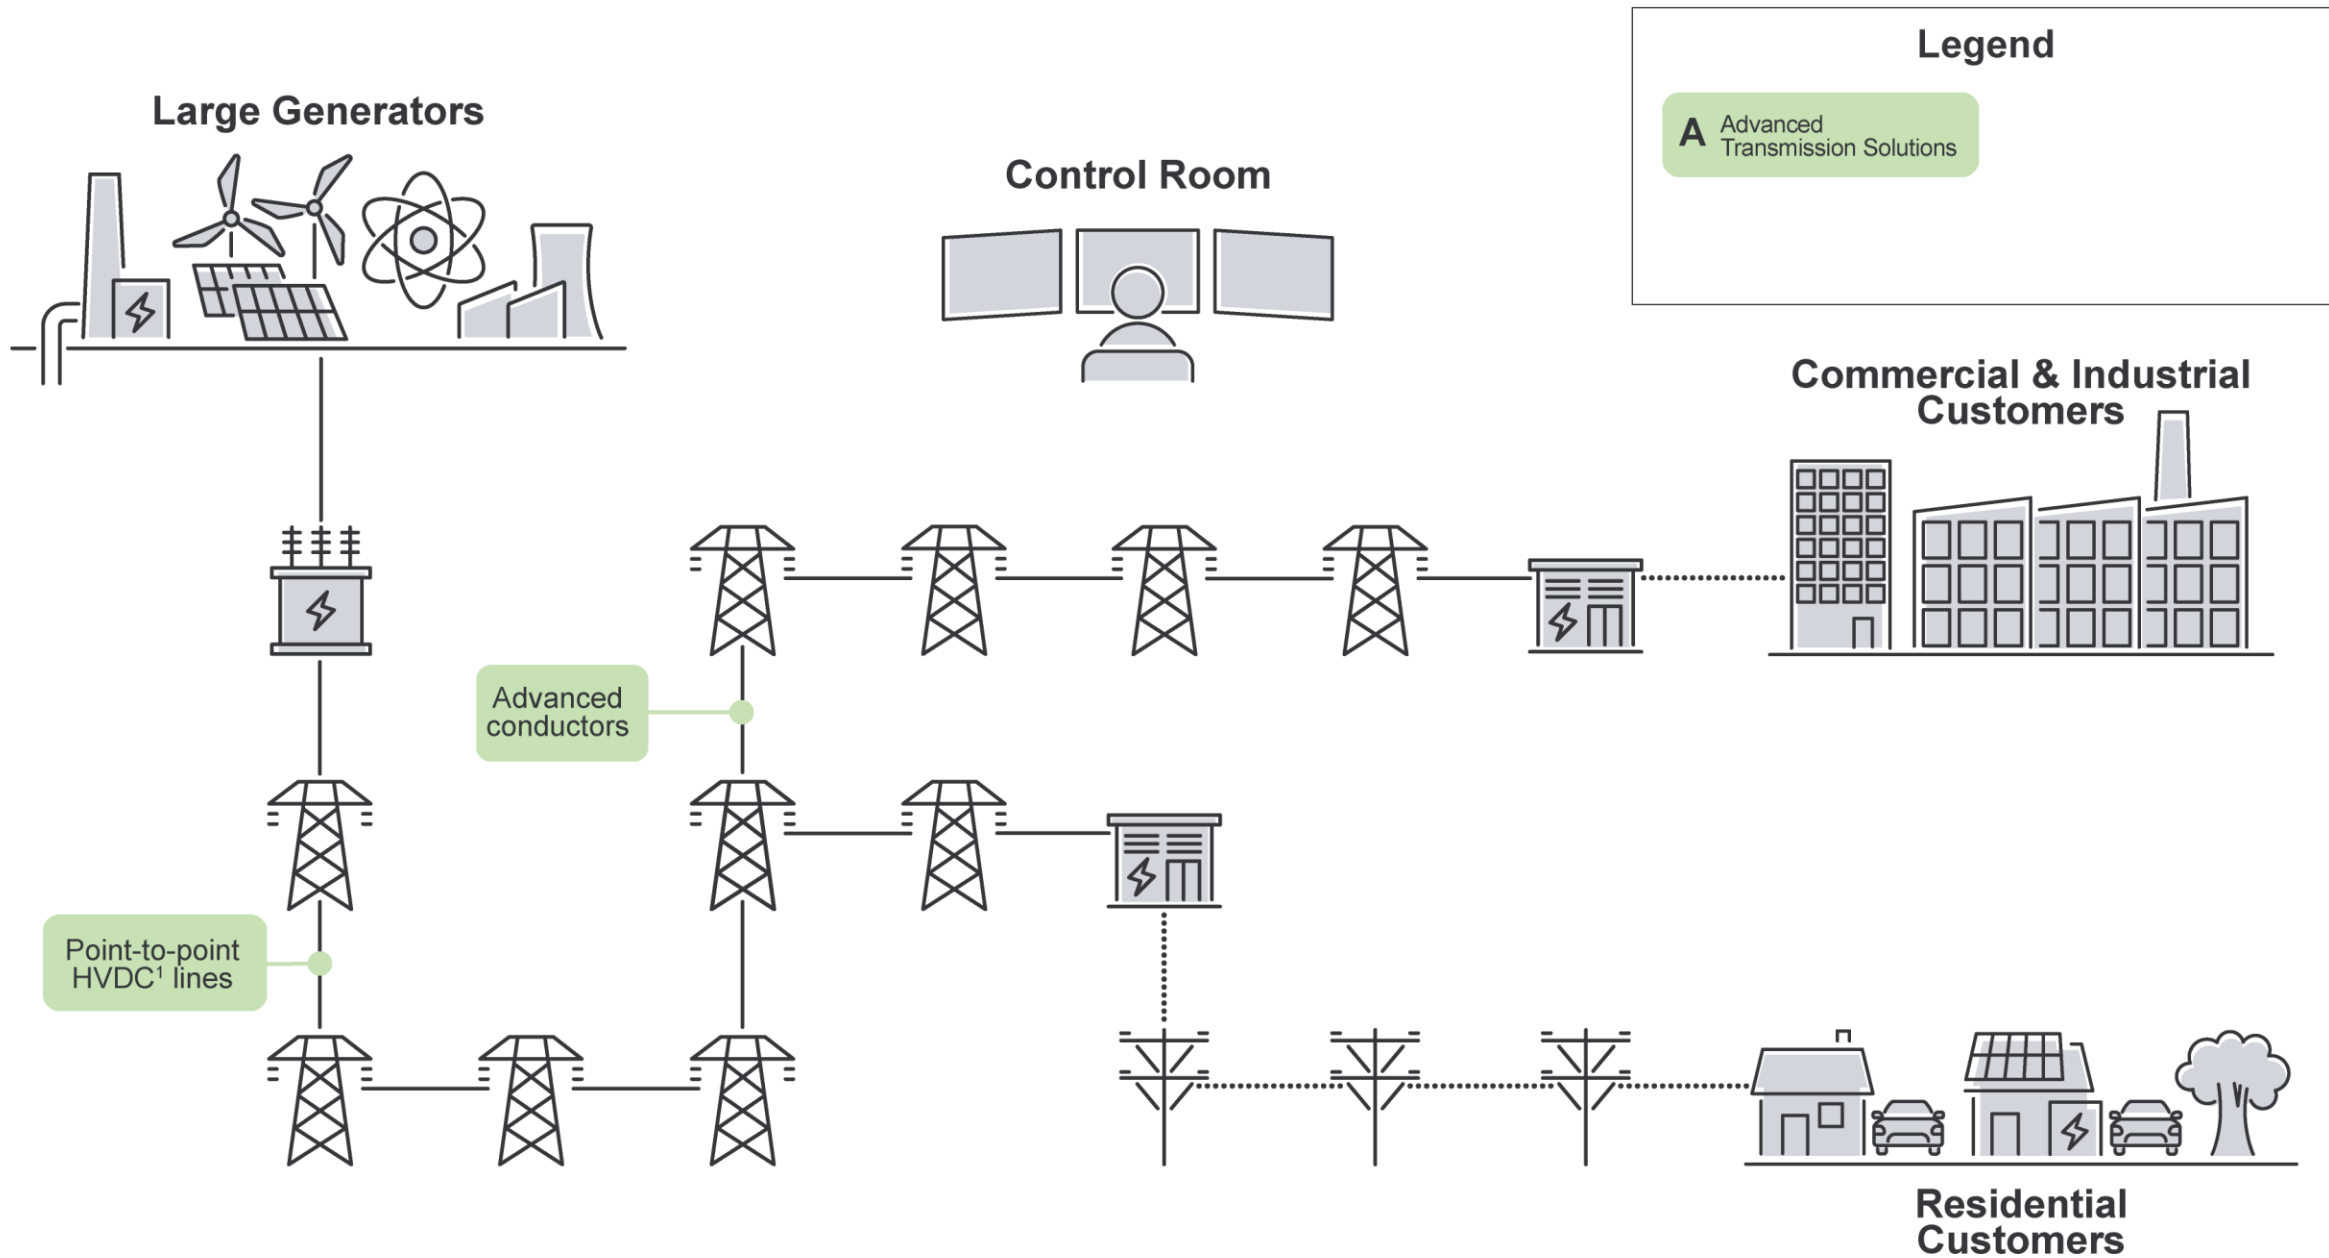 Legend
A
Advanced
Transmission Solutions
Large Generators
Control Room
Commercial & Industrial
Customers
Advanced
conductors
Point-to-point
HVDC¹ lines
Residential
Customers